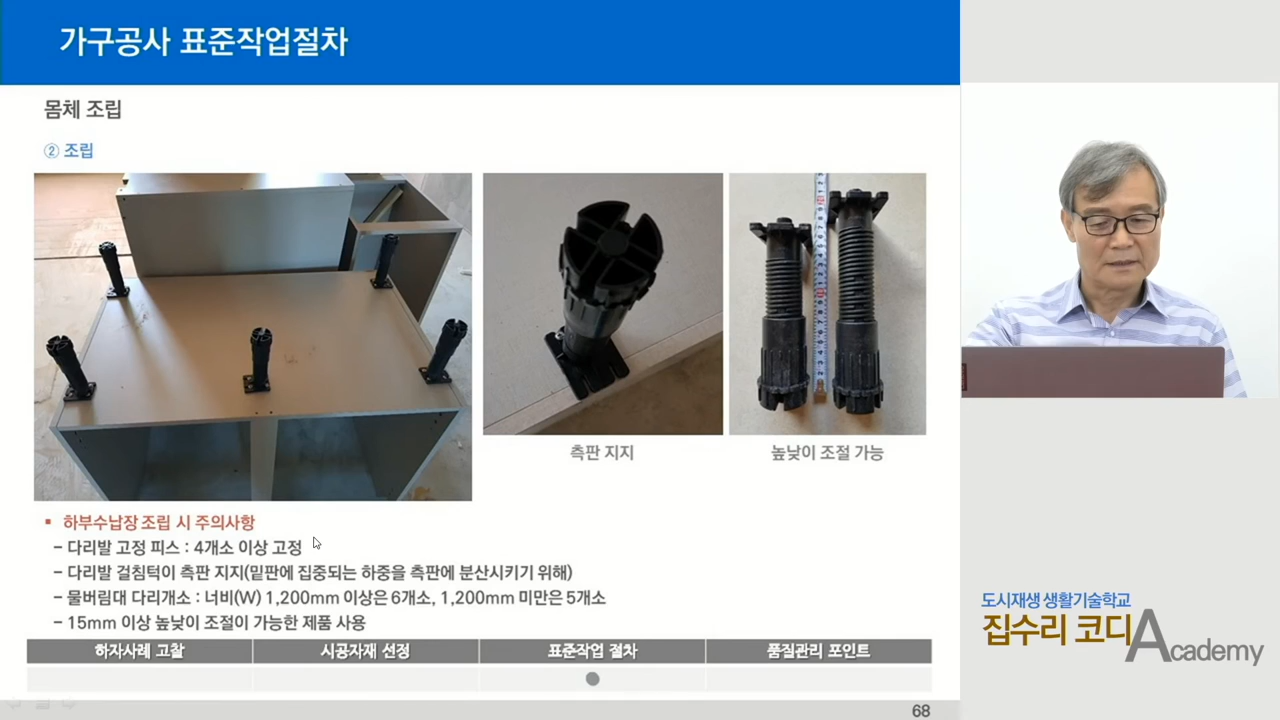 가구공사 표준작업절차
몸체 조립
② 조립
측판 지지
높낮이 조절 가능
▪ 하부수납장 조립 시 주의사항
– 다리발 고정 피스 : 4개소 이상 고정
– 다리발 걸침턱이 측판 지지(밑판에 집중되는 하중을 측판에 분산시키기 위해)
– 물버림대 다리개소 : 너비(W) 1,200mm 이상은 6개소, 1,200mm 미만은 5개소
– 15mm 이상 높낮이 조절이 가능한 제품 사용
하자사례 고찰 시공자재 선정 표준작업 절차 품질관리 포인트
68
도시재생 생활기술학교
집수리 코디 Academy